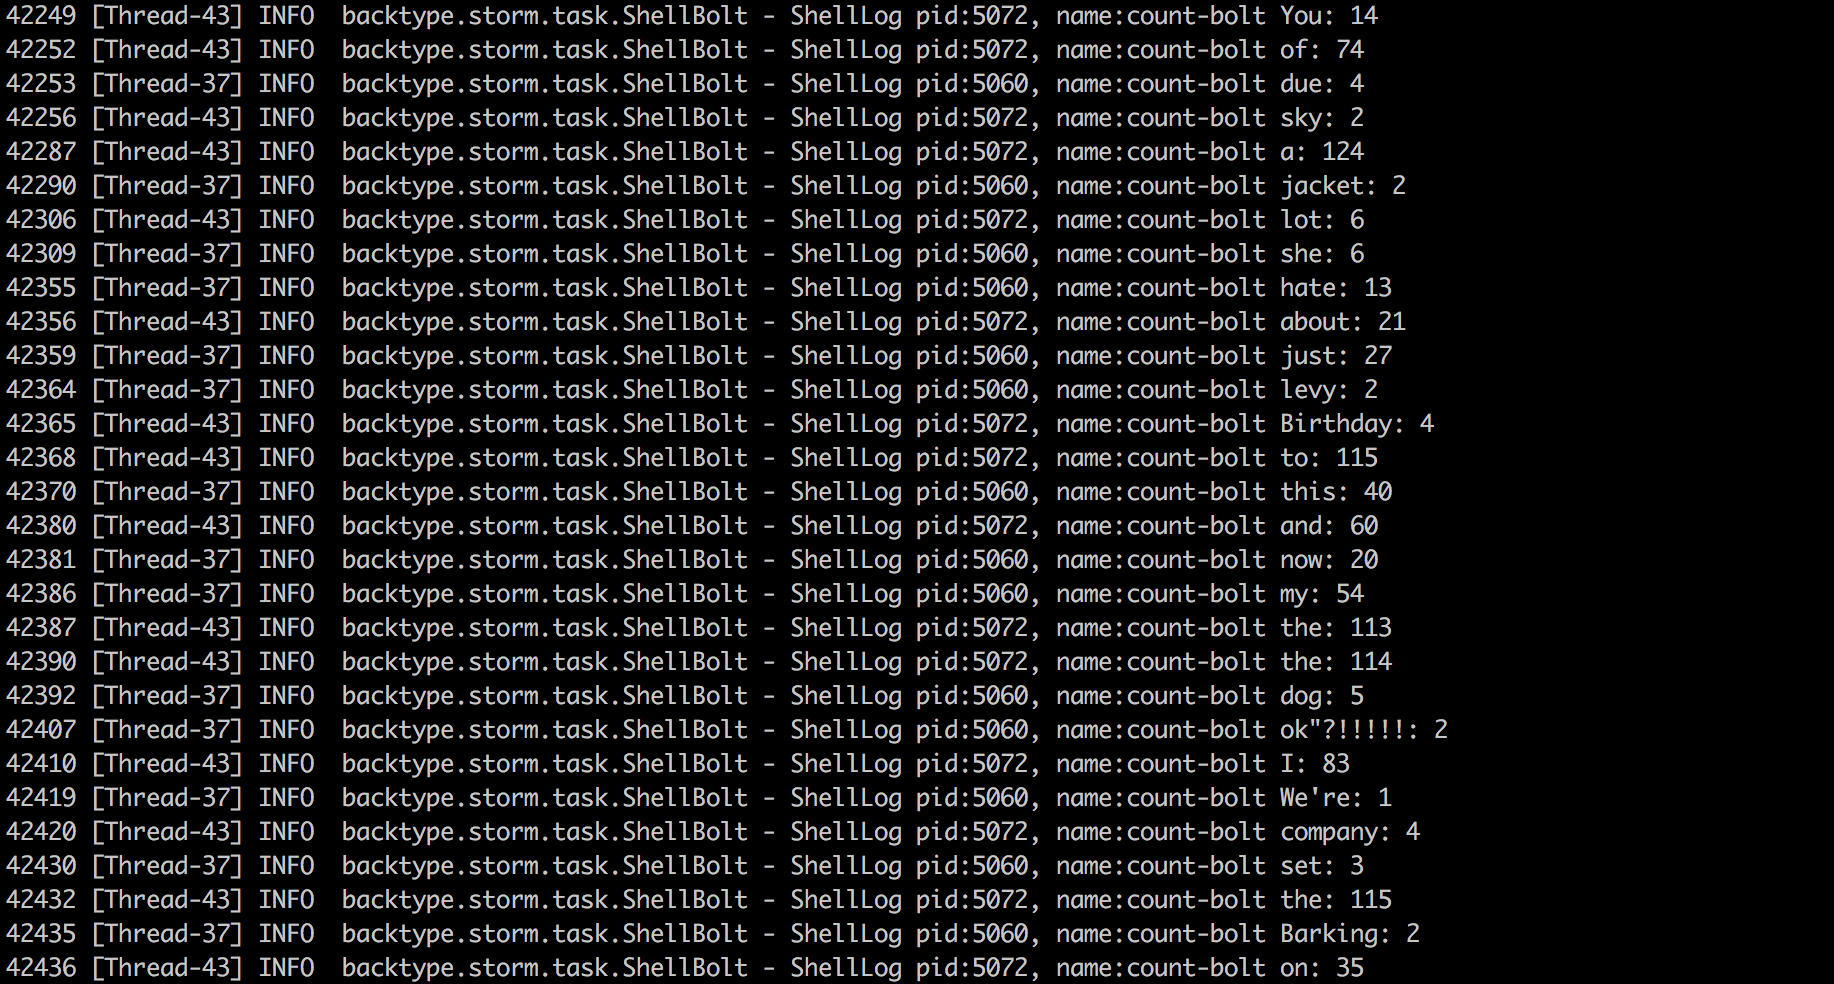 42249 [Thread-43] INFO  backtype.storm.task.ShellBolt - ShellLog pid:5072, name:count-bolt You: 14
42252 [Thread-43] INFO  backtype.storm.task.ShellBolt - ShellLog pid:5072, name:count-bolt of: 74
42253 [Thread-37] INFO  backtype.storm.task.ShellBolt - ShellLog pid:5060, name:count-bolt due: 4
42256 [Thread-43] INFO  backtype.storm.task.ShellBolt - ShellLog pid:5072, name:count-bolt sky: 2
42287 [Thread-43] INFO  backtype.storm.task.ShellBolt - ShellLog pid:5072, name:count-bolt a: 124
42290 [Thread-37] INFO  backtype.storm.task.ShellBolt - ShellLog pid:5060, name:count-bolt jacket: 2
42306 [Thread-43] INFO  backtype.storm.task.ShellBolt - ShellLog pid:5072, name:count-bolt lot: 6
42309 [Thread-37] INFO  backtype.storm.task.ShellBolt - ShellLog pid:5060, name:count-bolt she: 6
42355 [Thread-37] INFO  backtype.storm.task.ShellBolt - ShellLog pid:5060, name:count-bolt hate: 13
42356 [Thread-43] INFO  backtype.storm.task.ShellBolt - ShellLog pid:5072, name:count-bolt about: 21
42359 [Thread-37] INFO  backtype.storm.task.ShellBolt - ShellLog pid:5060, name:count-bolt just: 27
42364 [Thread-37] INFO  backtype.storm.task.ShellBolt - ShellLog pid:5060, name:count-bolt levy: 2
42365 [Thread-43] INFO  backtype.storm.task.ShellBolt - ShellLog pid:5072, name:count-bolt Birthday: 4
42368 [Thread-43] INFO  backtype.storm.task.ShellBolt - ShellLog pid:5072, name:count-bolt to: 115
42370 [Thread-37] INFO  backtype.storm.task.ShellBolt - ShellLog pid:5060, name:count-bolt this: 40
42380 [Thread-43] INFO  backtype.storm.task.ShellBolt - ShellLog pid:5072, name:count-bolt and: 60
42381 [Thread-37] INFO  backtype.storm.task.ShellBolt - ShellLog pid:5060, name:count-bolt now: 20
42386 [Thread-37] INFO  backtype.storm.task.ShellBolt - ShellLog pid:5060, name:count-bolt my: 54
42387 [Thread-43] INFO  backtype.storm.task.ShellBolt - ShellLog pid:5072, name:count-bolt the: 113
42390 [Thread-43] INFO  backtype.storm.task.ShellBolt - ShellLog pid:5072, name:count-bolt the: 114
42392 [Thread-37] INFO  backtype.storm.task.ShellBolt - ShellLog pid:5060, name:count-bolt dog: 5
42407 [Thread-37] INFO  backtype.storm.task.ShellBolt - ShellLog pid:5060, name:count-bolt ok"?!!!!!: 2
42410 [Thread-43] INFO  backtype.storm.task.ShellBolt - ShellLog pid:5072, name:count-bolt I: 83
42419 [Thread-37] INFO  backtype.storm.task.ShellBolt - ShellLog pid:5060, name:count-bolt We're: 1
42420 [Thread-43] INFO  backtype.storm.task.ShellBolt - ShellLog pid:5072, name:count-bolt company: 4
42430 [Thread-37] INFO  backtype.storm.task.ShellBolt - ShellLog pid:5060, name:count-bolt set: 3
42432 [Thread-43] INFO  backtype.storm.task.ShellBolt - ShellLog pid:5072, name:count-bolt the: 115
42435 [Thread-37] INFO  backtype.storm.task.ShellBolt - ShellLog pid:5060, name:count-bolt Barking: 2
42436 [Thread-43] INFO  backtype.storm.task.ShellBolt - ShellLog pid:5072, name:count-bolt on: 35